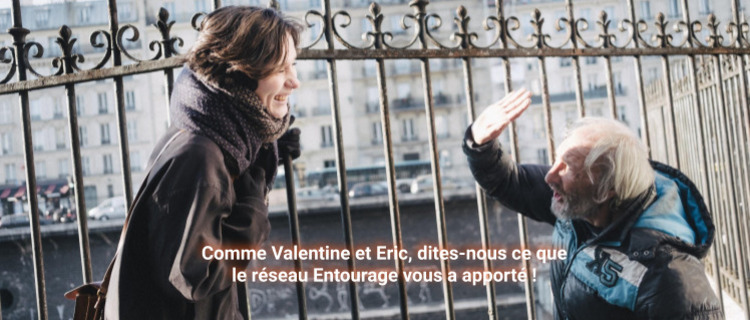 Comme Valentine et Eric, dites-nous ce que
le réseau Entourage vous a apporté !